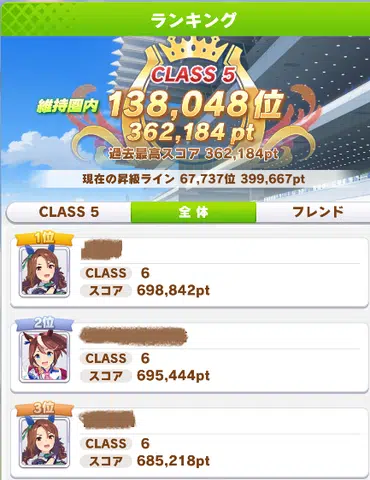 ランキング
CLASS 5
維持圏内 138,048位
362,184 pt
過去最高スコア 362,184pt
現在の昇級ライン 67,737位 399,667pt
CLASS 5 全体 フレンド
1位
CLASS 6
スコア 698,842pt
2位
CLASS 6
スコア 695,444pt
3位
CLASS 6
スコア 685,218pt